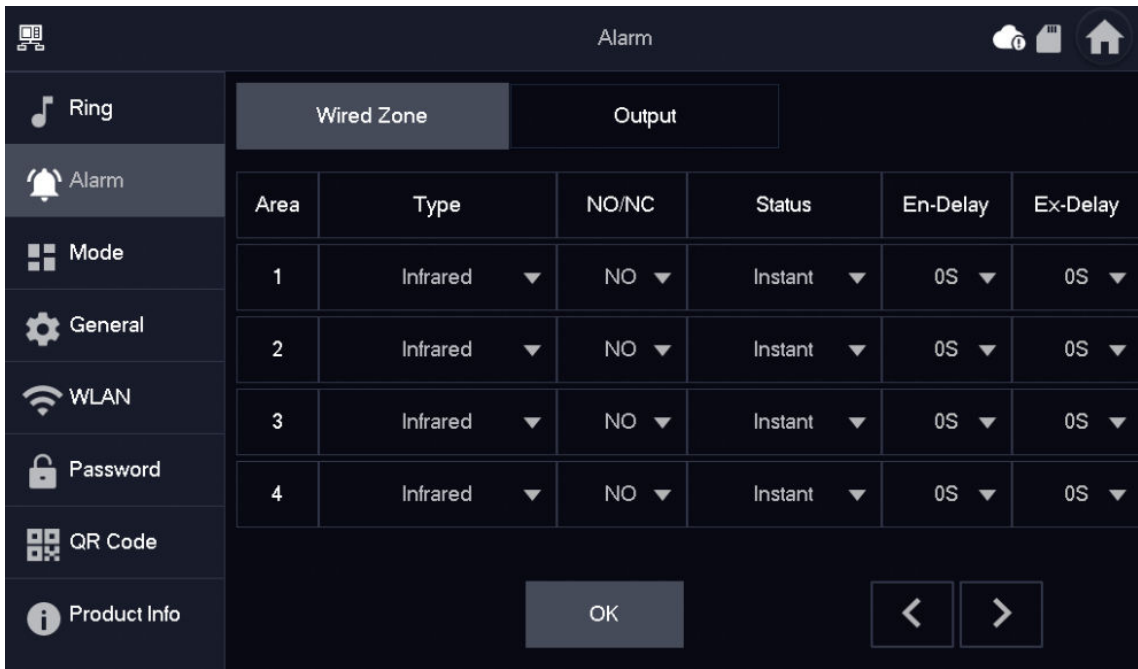 Alarm
Ring
Alarm
Mode
General
WLAN
Password
QR Code
Product Info
Wired Zone Output
Area Type NO/NC Status En-Delay Ex-Delay
1 Infrared NO Instant 0S 0S
2 Infrared NO Instant 0S 0S
3 Infrared NO Instant 0S 0S
4 Infrared NO Instant 0S 0S
OK